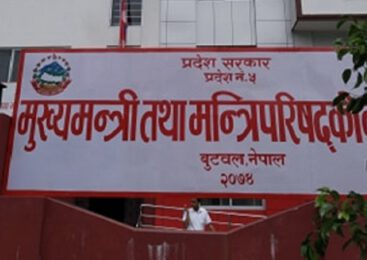 प्रदेश सरकार
प्रदेश नं. ५
मुख्यमन्त्री तथा मन्त्रिपरिषद्को
बुटवल, नेपाल
२०७४